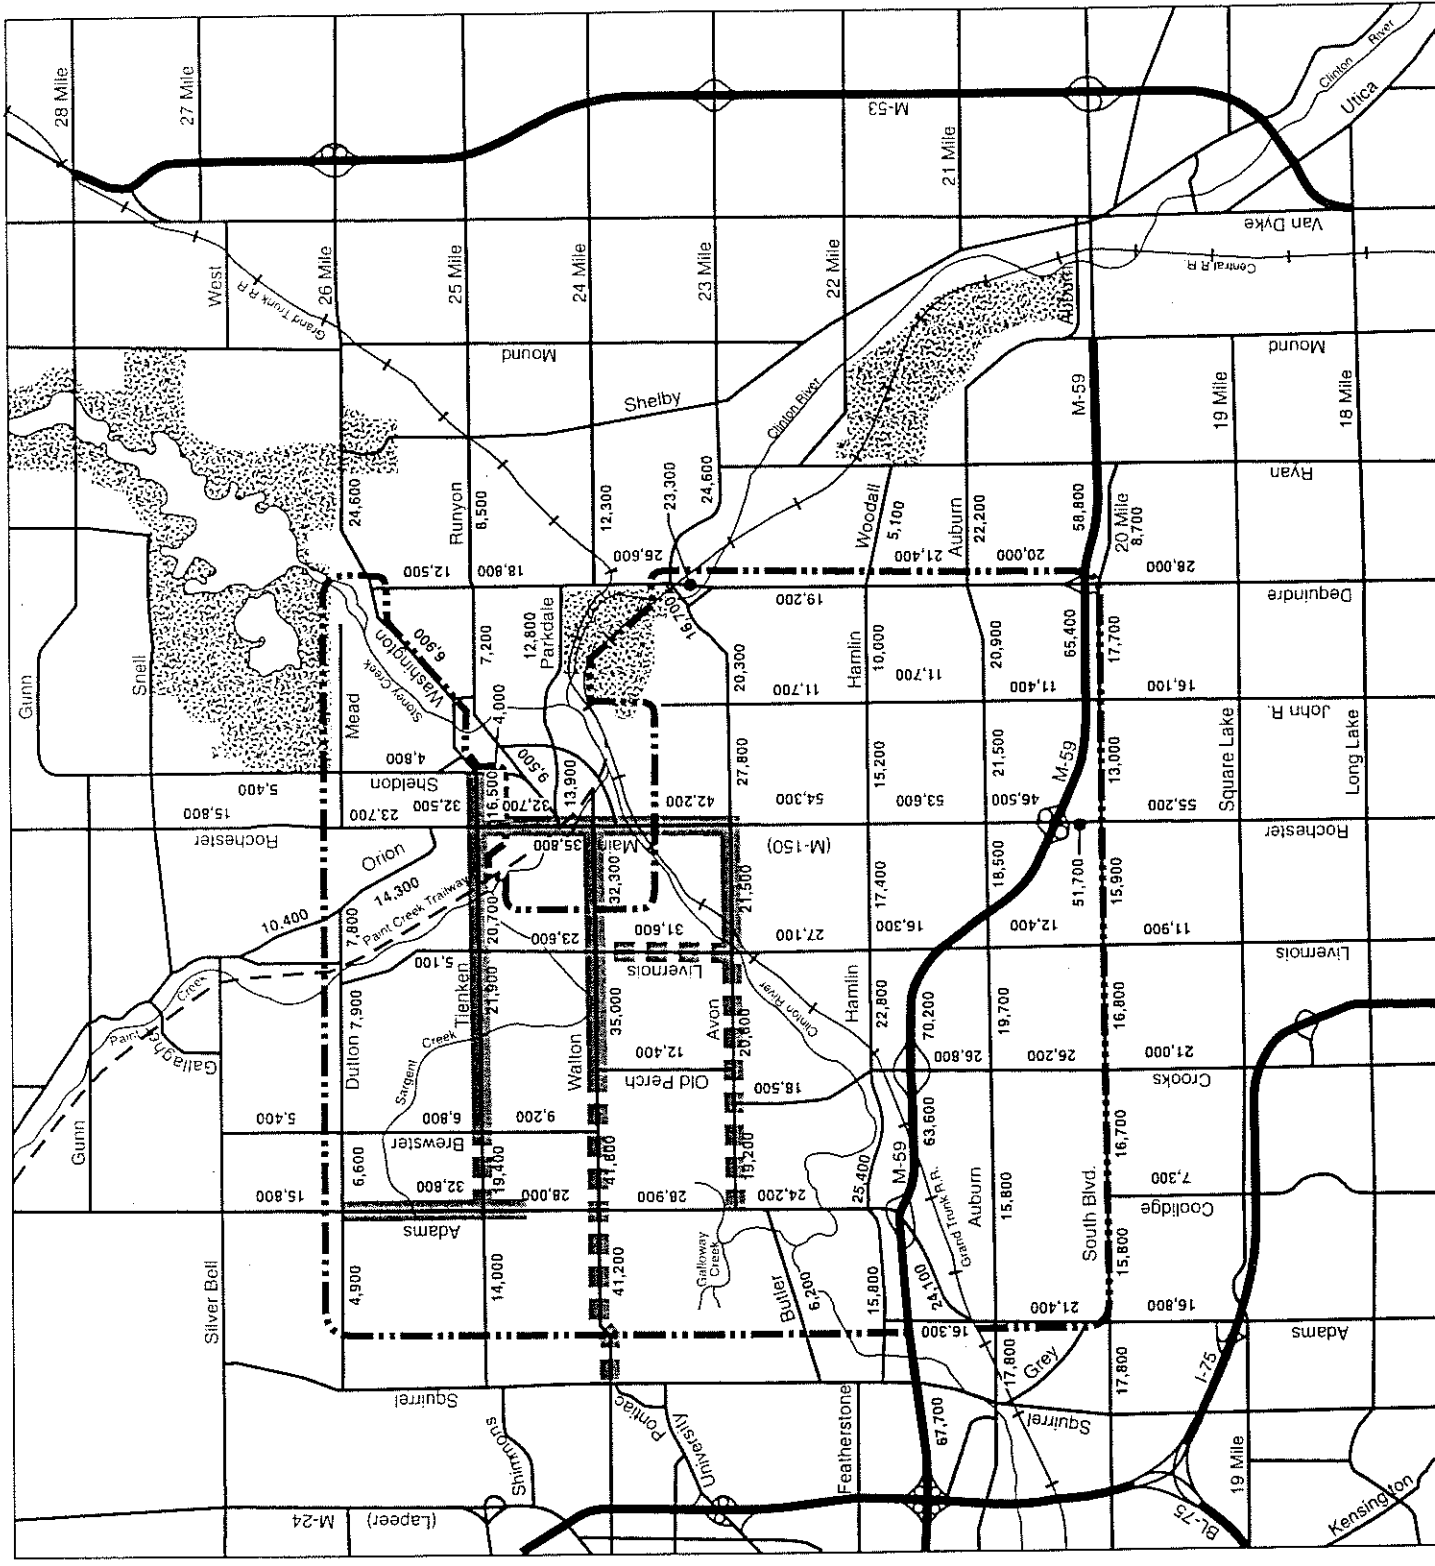 28 Mile
27 Mile
West
26 Mile
25 Mile
24 Mile
23 Mile
22 Mile
21 Mile
M-53
Clinton
River
Utica
Van Dyke
Central R.R.
Grand Trunk R.R.
Auburn
Mound
Mound
Shelby
Clinton River
M-59
19 Mile
18 Mile
Ryan
Gunn
Snell
24,600
Runyon
8,500
12,300
23,300
24,600
Woodall
5,100
Auburn
22,200
58,800
20 Mile
8,700
12,500
18,800
25,600
21,400
20,000
28,000
Dequindre
19,200
16,700
Mead
Washington
6,900
Stoney Creek
7,200
12,800
Parkdale
20,300
Hamlin
10,000
20,900
65,400
17,700
11,700
11,700
11,400
16,100
John R.
4,000
4,800
Sheldon
9,500
13,900
27,800
15,200
21,500
M-59
13,000
Square Lake
Long Lake
5,400
15,800
23,700
32,500
16,500
32,700
42,200
54,300
53,600
46,500
55,200
Rochester
35,800
Main
(M-150)
Rochester
Orion
10,400
14,300
Paint Creek Trailway
32,300
21,500
17,400
18,500
51,700
15,900
7,800
20,700
23,600
31,600
27,100
16,300
12,400
11,900
Livernois
Livernois
5,100
Creek
Paint
Gallagher
Dutton
7,900
Tienken
21,900
Walton
35,000
Avon
20,600
Clinton River
Hamlin
22,800
70,200
19,700
16,800
Sargent
Creek
12,400
Old Perch
18,500
26,800
26,200
21,000
Crooks
Gunn
5,400
6,800
9,200
Brewster
6,600
19,400
41,800
19,200
25,400
M-59
63,600
Grand Trunk R.R.
Auburn
15,800
South Blvd.
16,700
15,800
32,800
28,000
28,900
24,200
7,300
Coolidge
Adams
Silver Bell
4,900
14,000
41,200
Galloway
Creek
Butler
6,200
15,800
24,100
15,800
16,300
21,400
16,800
Adams
Squirrel
Shimmons
Pontiac
University
Featherstone
67,700
17,800
Grey
Squirrel
17,800
I-75
M-24
(Lapeer)
BL-75
19 Mile
Kensington